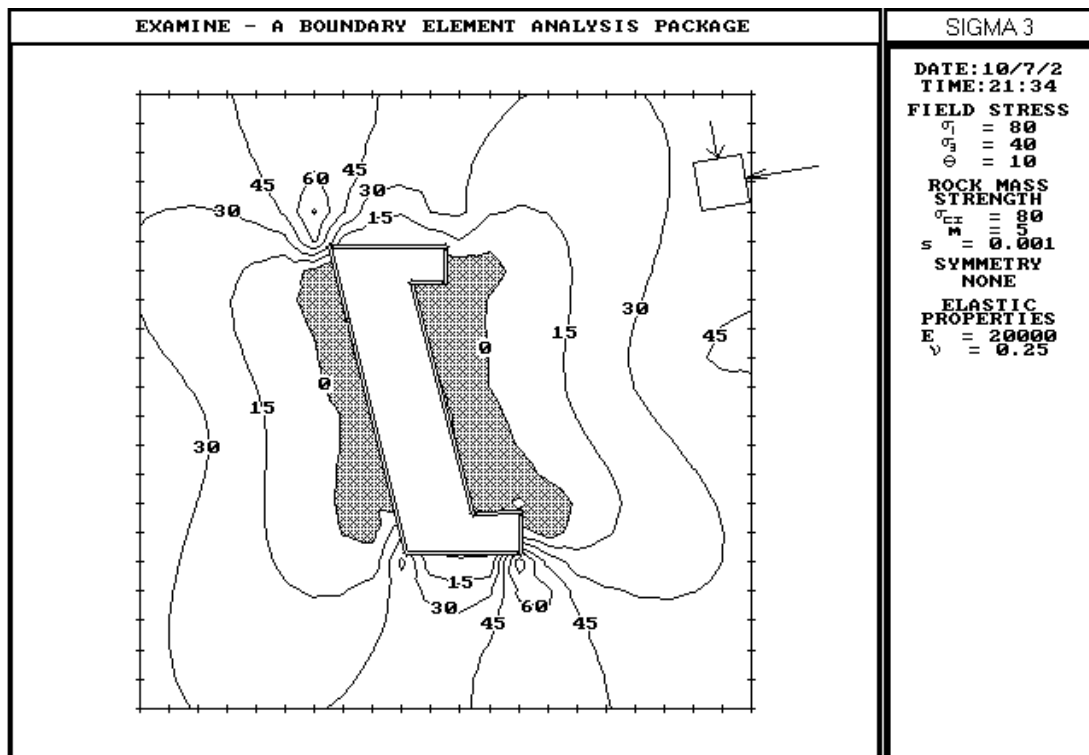 EXAMINE - A BOUNDARY ELEMENT ANALYSIS PACKAGE
SIGMA 3
DATE:10/7/2
TIME:21:34
FIELD STRESS
σ1 = 80
σ3 = 40
θ = 10
ROCK MASS
STRENGTH
σCI = 80
M = 5
s = 0.001
SYMMETRY
NONE
ELASTIC
PROPERTIES
E = 20000
ν = 0.25
60
45
45
30
30
15
30
15
45
0
0
15
30
15
30
60
45
45